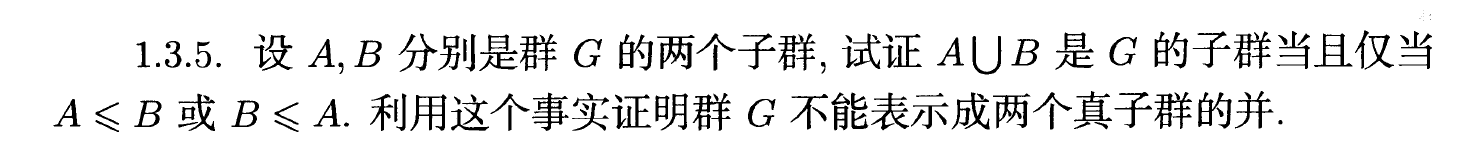 1.3.5. 设 A, B 分别是群 G 的两个子群, 试证 A⋃B 是 G 的子群当且仅当
A ⩽ B 或 B ⩽ A. 利用这个事实证明群 G 不能表示成两个真子群的并.